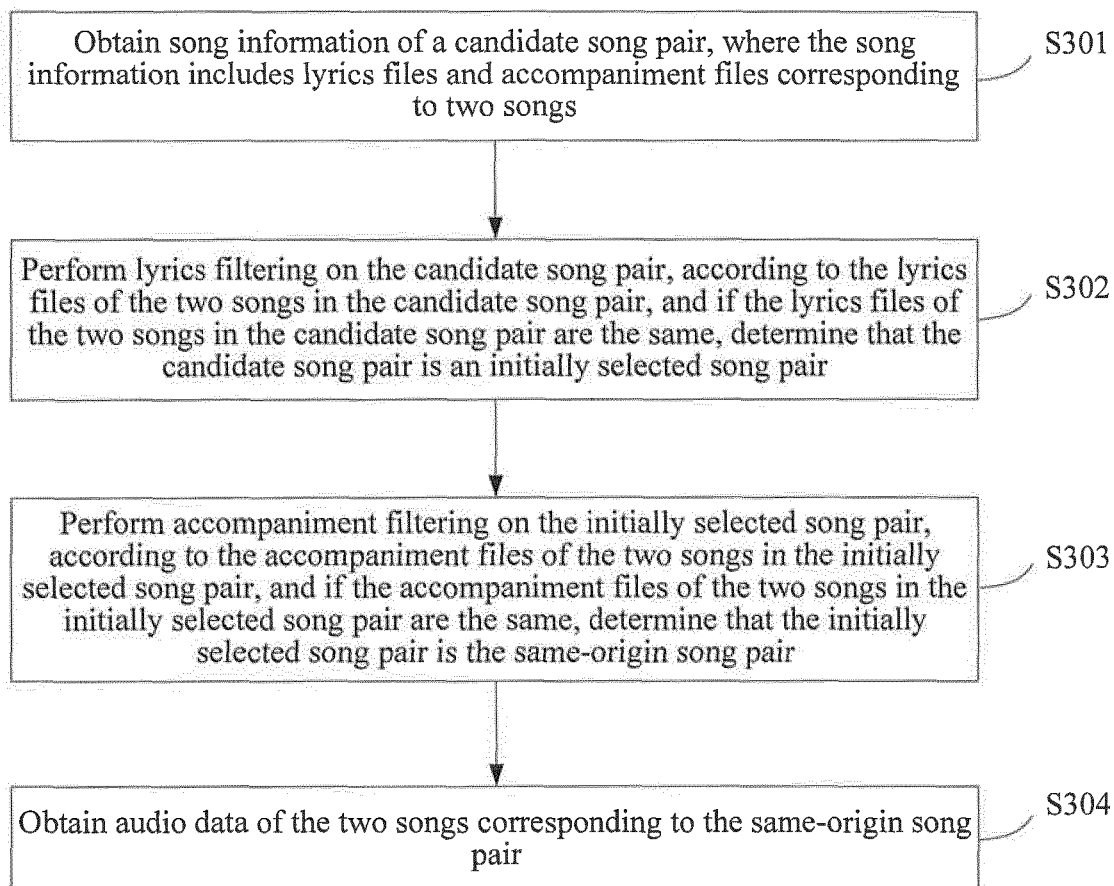 Obtain song information of a candidate song pair, where the song
information includes lyrics files and accompaniment files corresponding
to two songs
S301
Perform lyrics filtering on the candidate song pair, according to the lyrics
files of the two songs in the candidate song pair, and if the lyrics files of
the two songs in the candidate song pair are the same, determine that the
candidate song pair is an initially selected song pair
S302
Perform accompaniment filtering on the initially selected song pair,
according to the accompaniment files of the two songs in the initially
selected song pair, and if the accompaniment files of the two songs in the
initially selected song pair are the same, determine that the initially
selected song pair is the same-origin song pair
S303
Obtain audio data of the two songs corresponding to the same-origin song
pair
S304